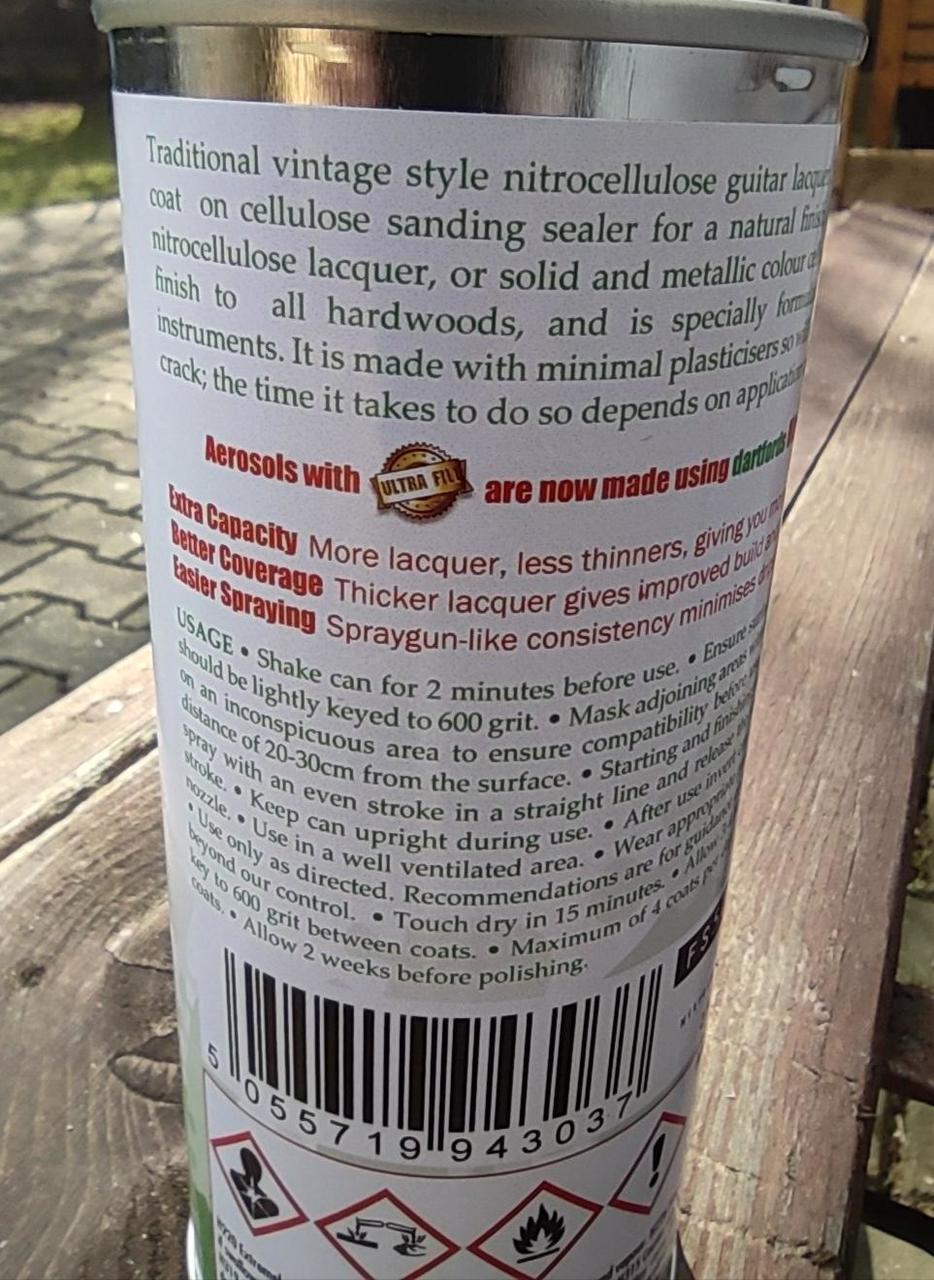 Traditional vintage style nitrocellulose guitar
coat on cellulose sanding sealer for a natural
nitrocellulose lacquer, or solid and metallic colour
finish to all hardwoods, and is specially
instruments. It is made with minimal plasticisers so
crack; the time it takes to do so depends on
Aerosols with ULTRA FILL are now made using dartfords
Extra Capacity More lacquer, less thinners, giving you
Better Coverage Thicker lacquer gives improved build
Easier Spraying Spraygun-like consistency minimises
USAGE • Shake can for 2 minutes before use. • Ensure
should be lightly keyed to 600 grit. • Mask adjoining areas
on an inconspicuous area to ensure compatibility before
distance of 20-30cm from the surface. • Starting and
spray with an even stroke in a straight line and release
stroke. • Keep can upright during use. • After use invert
nozzle. • Use in a well ventilated area. • Wear
• Use only as directed. Recommendations are for
beyond our control. • Touch dry in 15 minutes. • Allow
key to 600 grit between coats. • Maximum of 4 coats
coats. • Allow 2 weeks before polishing.
5 055719 943037